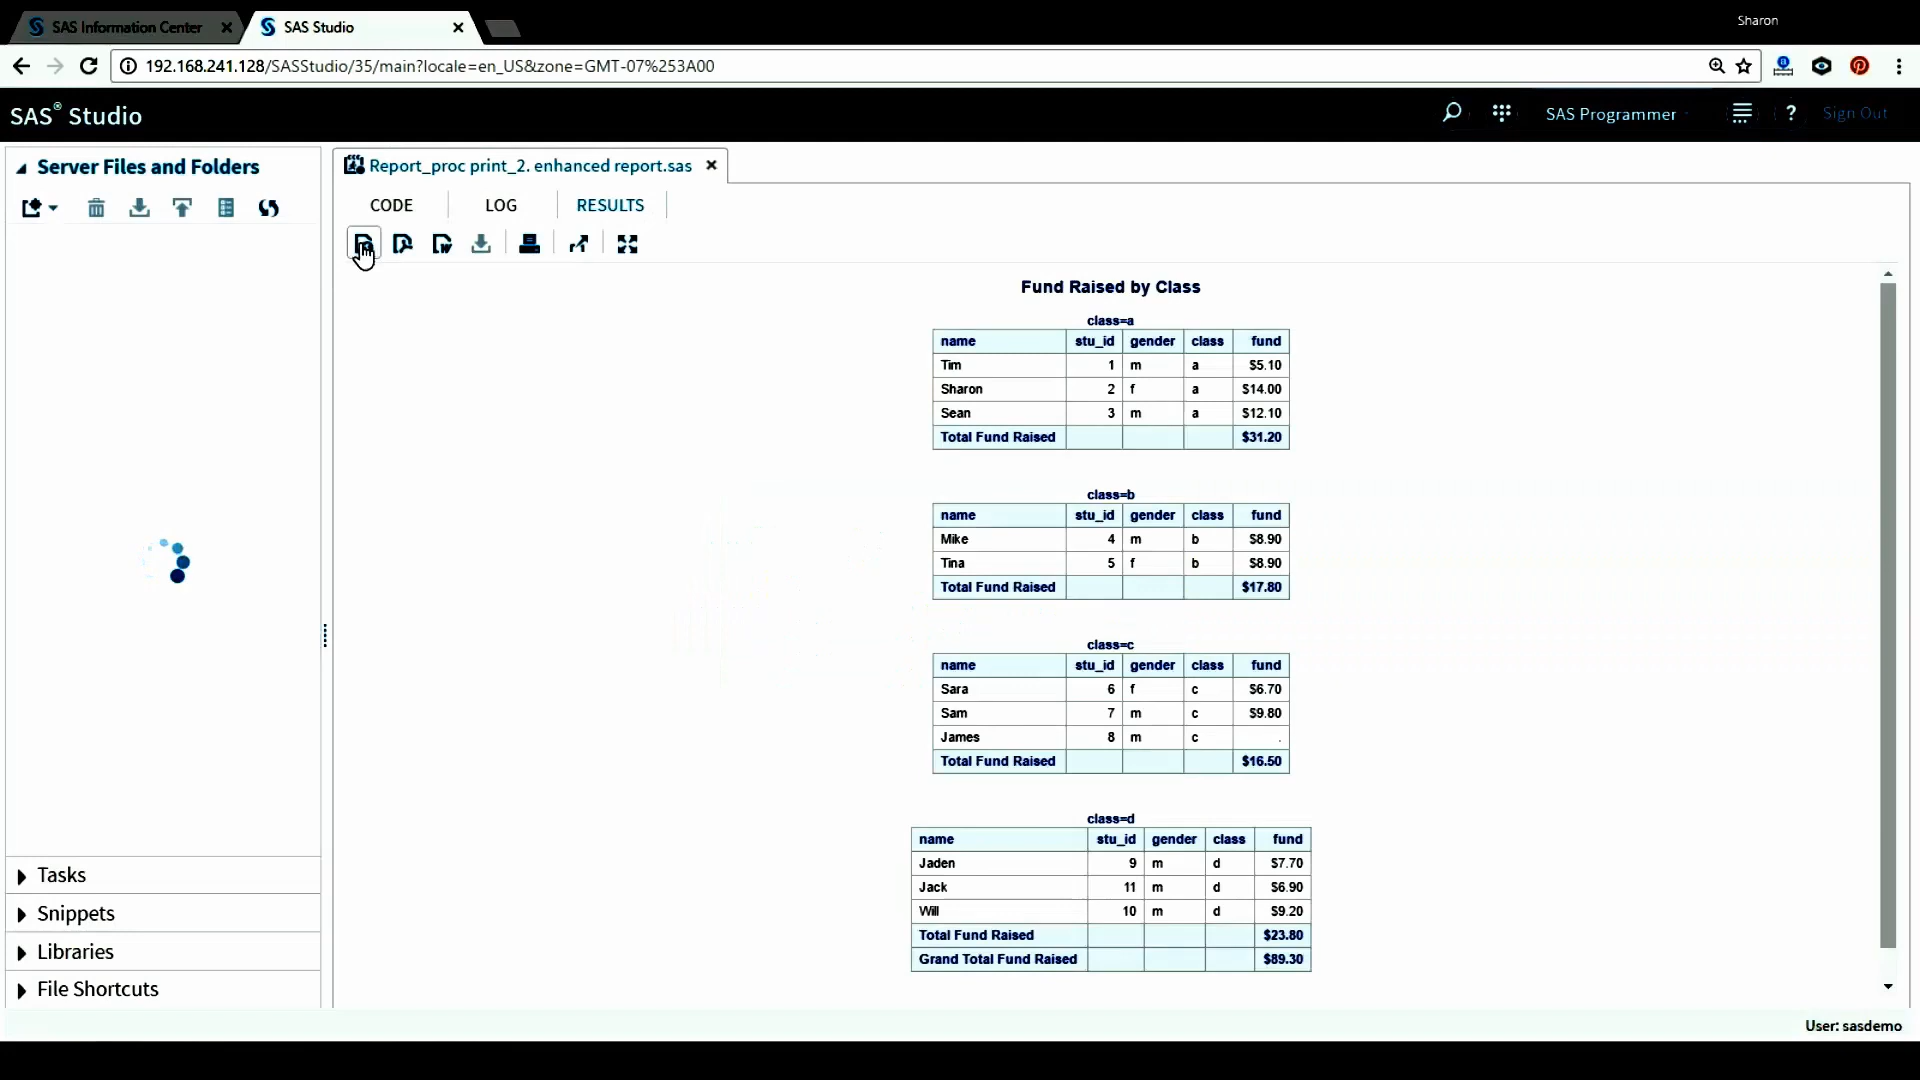 SAS Information Center
SAS Studio
Sharon
192.168.241.128/SASStudio/35/main?locale=en_US&zone=GMT-07%253A00
SAS® Studio
SAS Programmer
?
Sign Out
Server Files and Folders
Report_proc print_2. enhanced report.sas
CODE LOG RESULTS
Fund Raised by Class
class=a
name stu_id gender class fund
Tim 1 m a $5.10
Sharon 2 f a $14.00
Sean 3 m a $12.10
Total Fund Raised $31.20
class=b
name stu_id gender class fund
Mike 4 m b $8.90
Tina 5 f b $8.90
Total Fund Raised $17.80
class=c
name stu_id gender class fund
Sara 6 f c $6.70
Sam 7 m c $9.80
James 8 m c .
Total Fund Raised $16.50
class=d
name stu_id gender class fund
Jaden 9 m d $7.70
Jack 11 m d $6.90
Will 10 m d $9.20
Total Fund Raised $23.80
Grand Total Fund Raised $89.30
Tasks
Snippets
Libraries
File Shortcuts
User: sasdemo